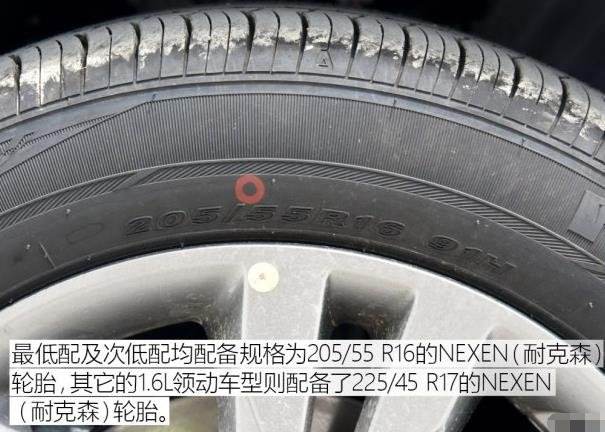 205/55R16 91H
最低配及次低配均配备规格为205/55 R16的NEXEN（耐克森）
轮胎，其它的1.6L领动车型则配备了225/45 R17的NEXEN
（耐克森）轮胎。